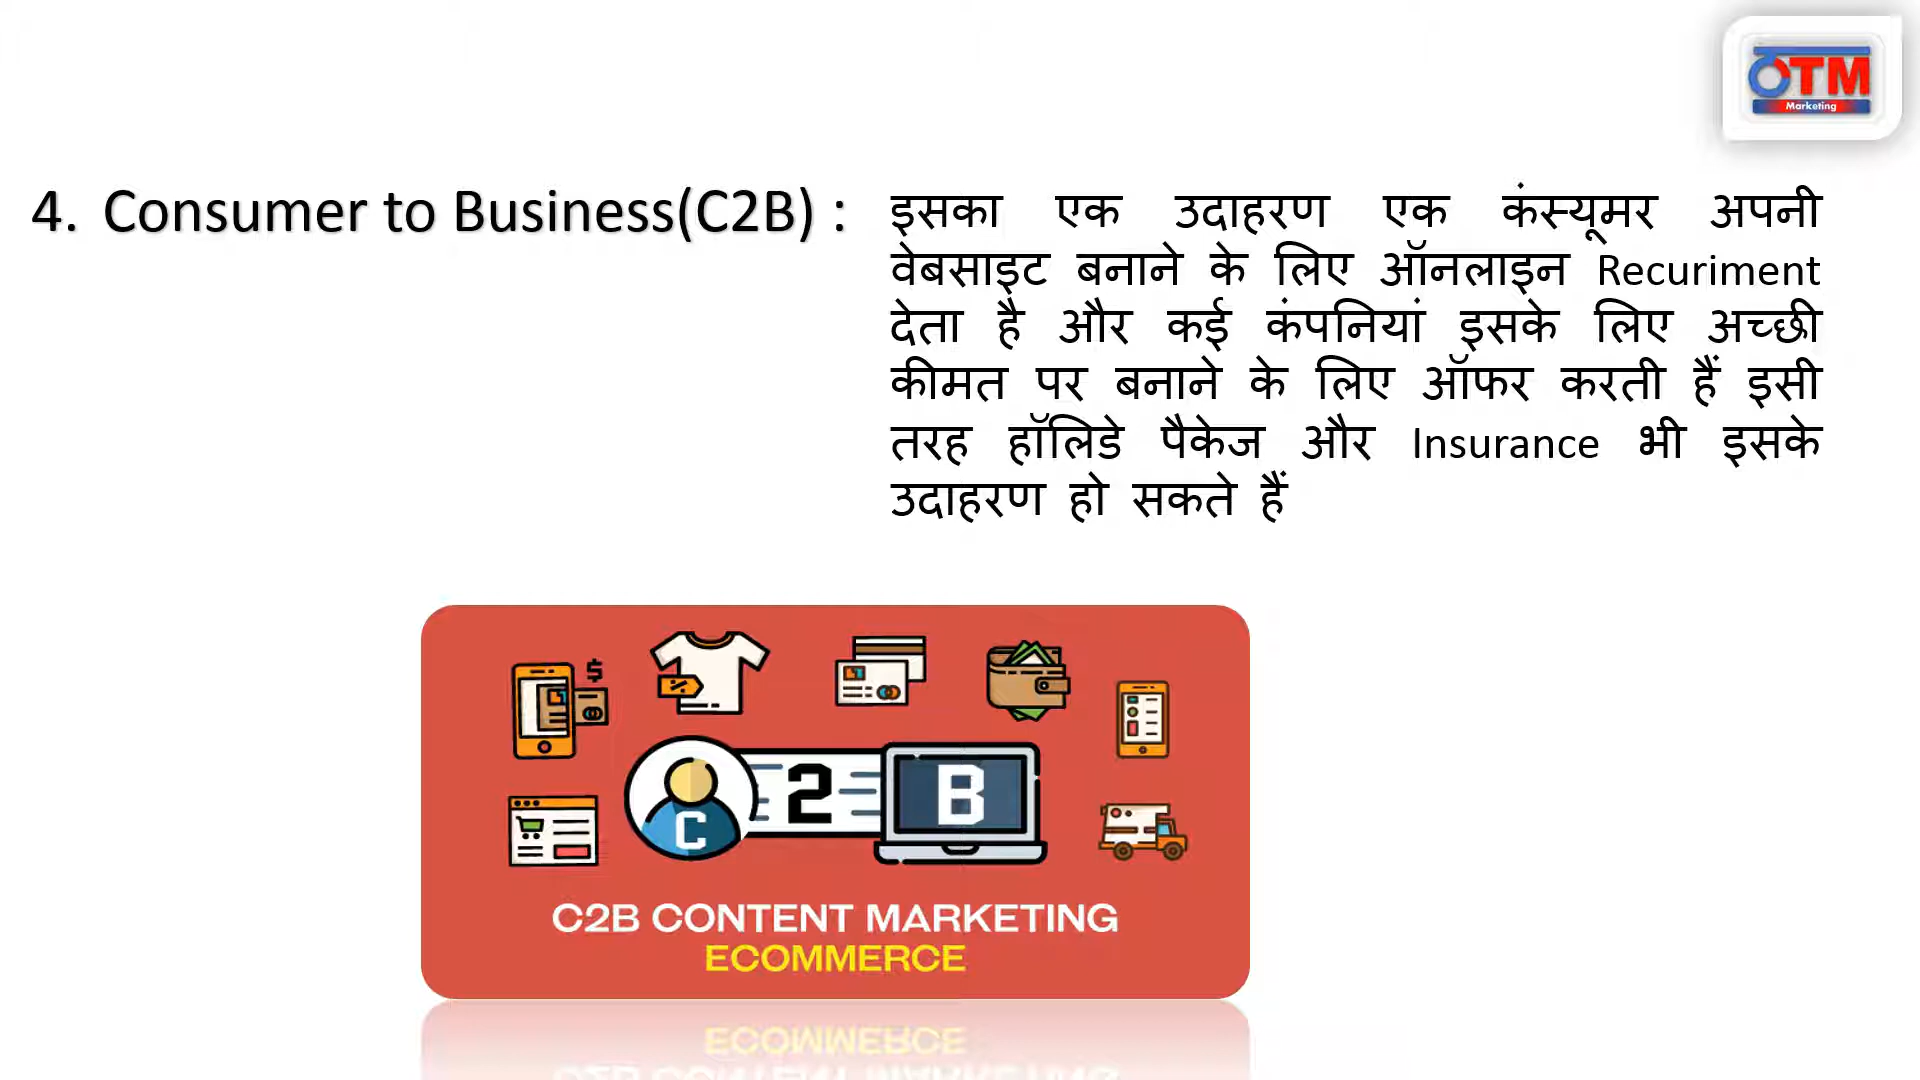 टTM
Marketing
4. Consumer to Business(C2B) :
इसका एक उदाहरण एक कंस्यूमर अपनी
वेबसाइट बनाने के लिए ऑनलाइन Recuriment
देता है और कई कंपनियां इसके लिए अच्छी
कीमत पर बनाने के लिए ऑफर करती हैं इसी
तरह हॉलिडे पैकेज और Insurance भी इसके
उदाहरण हो सकते हैं
$
%
C 2 B
C2B CONTENT MARKETING
ECOMMERCE